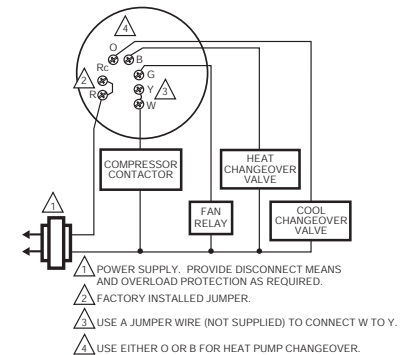 4
O
B
Rc
G
2
R
Y
3
W
COMPRESSOR
CONTACTOR
HEAT
CHANGEOVER
VALVE
1
FAN
RELAY
COOL
CHANGEOVER
VALVE
1 POWER SUPPLY. PROVIDE DISCONNECT MEANS
AND OVERLOAD PROTECTION AS REQUIRED.
2 FACTORY INSTALLED JUMPER.
3 USE A JUMPER WIRE (NOT SUPPLIED) TO CONNECT W TO Y.
4 USE EITHER O OR B FOR HEAT PUMP CHANGEOVER.